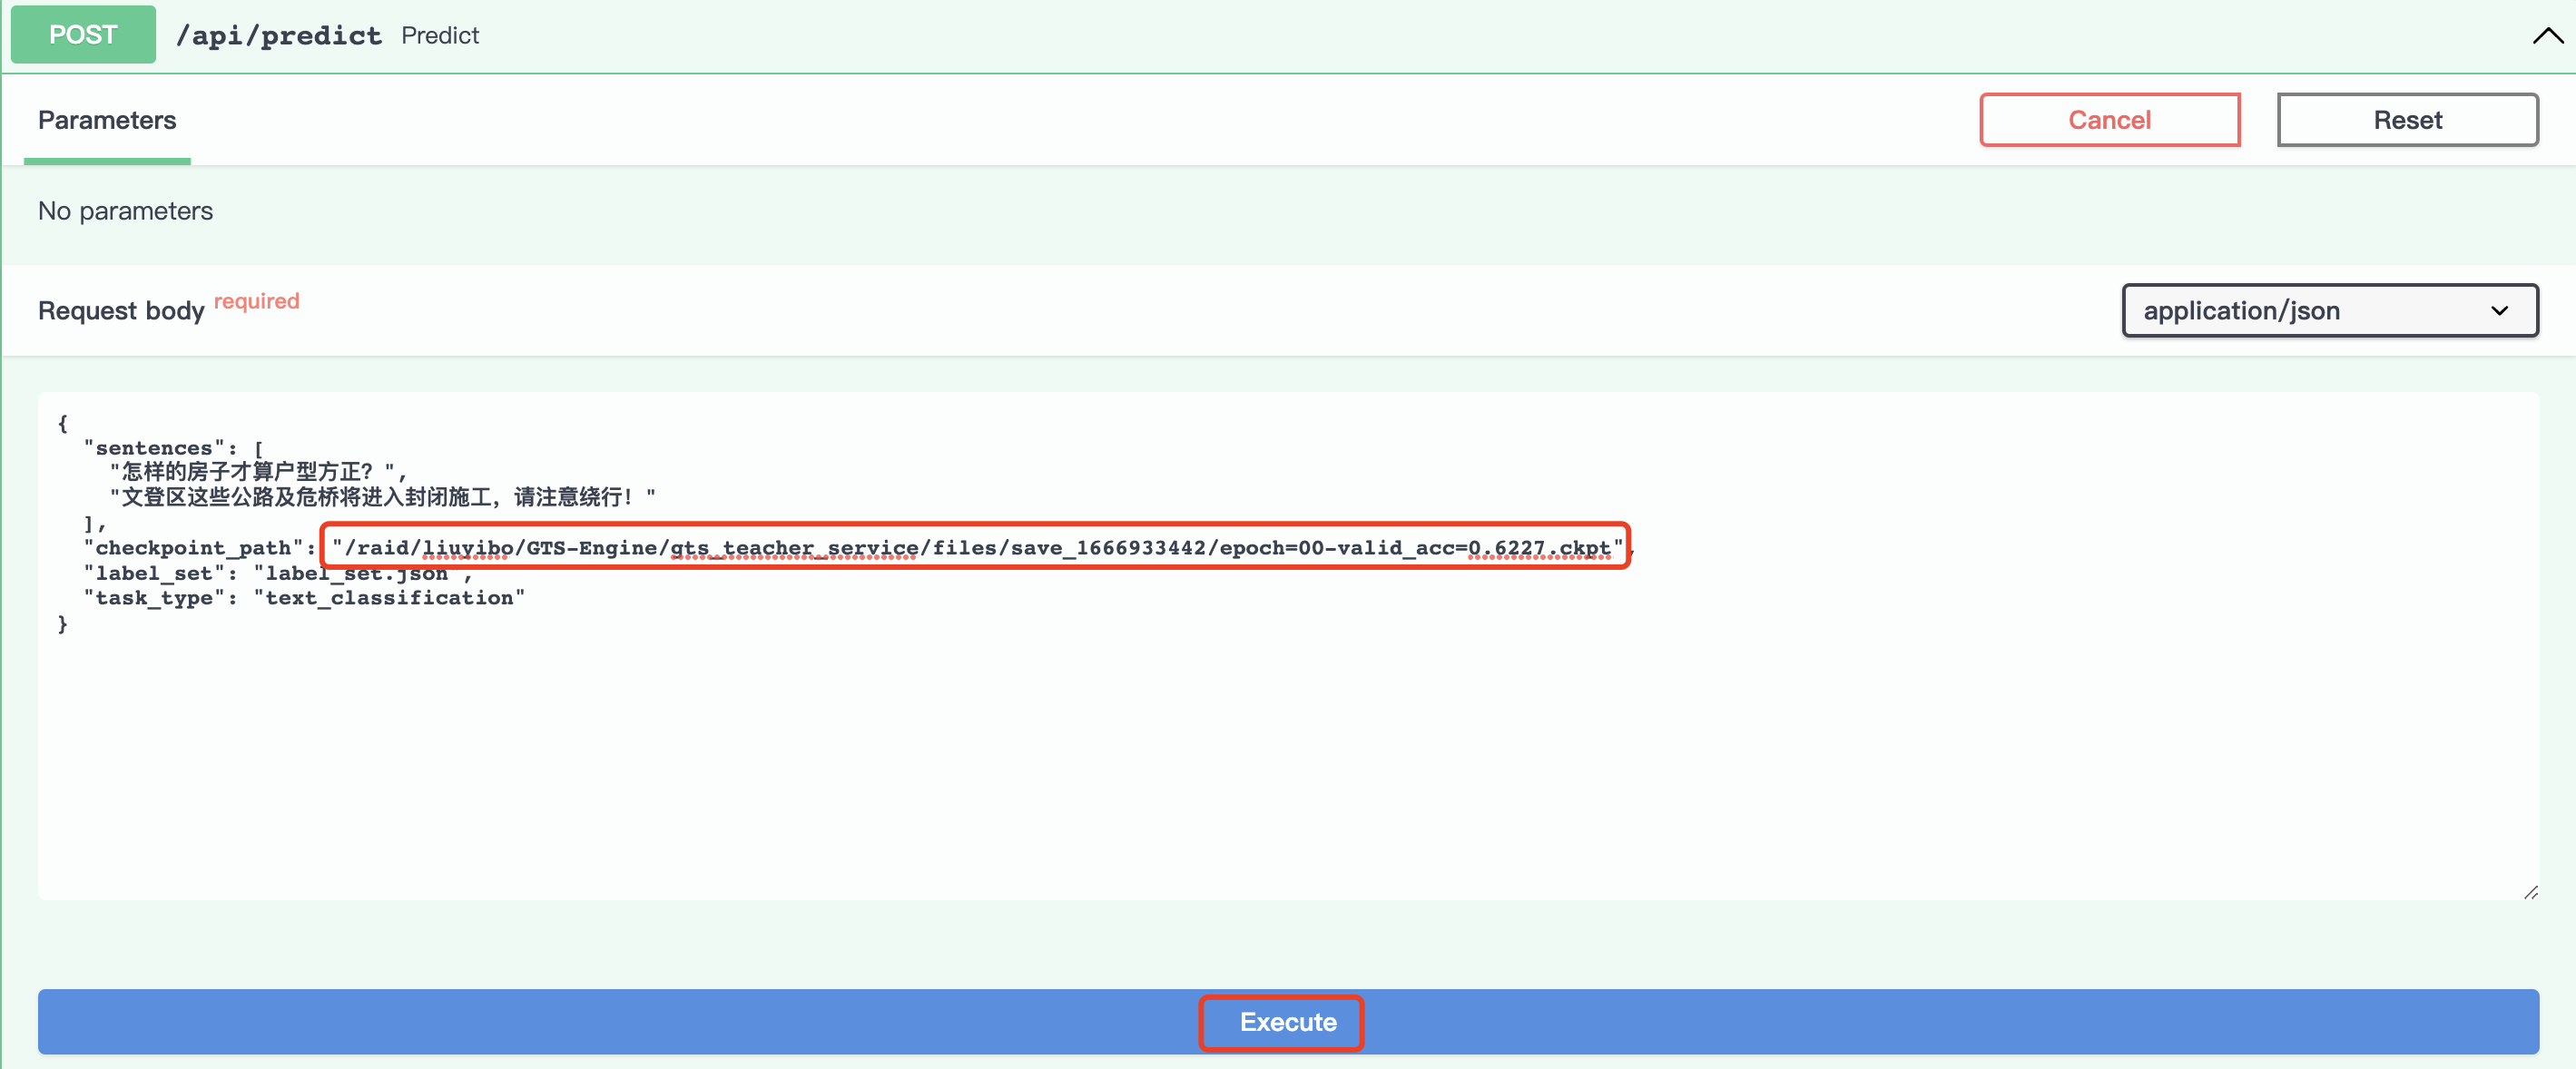 POST /api/predict Predict
Parameters
Cancel
Reset
No parameters
Request body required
application/json
{
"sentences": [
"怎样的房子才算户型方正？",
"文登区这些公路及危桥将进入封闭施工，请注意绕行！"
],
"checkpoint_path": "/raid/liuyibo/GTS-Engine/gts_teacher_service/files/save_1666933442/epoch=00-valid_acc=0.6227.ckpt",
"label_set": "label_set.json",
"task_type": "text_classification"
}
Execute